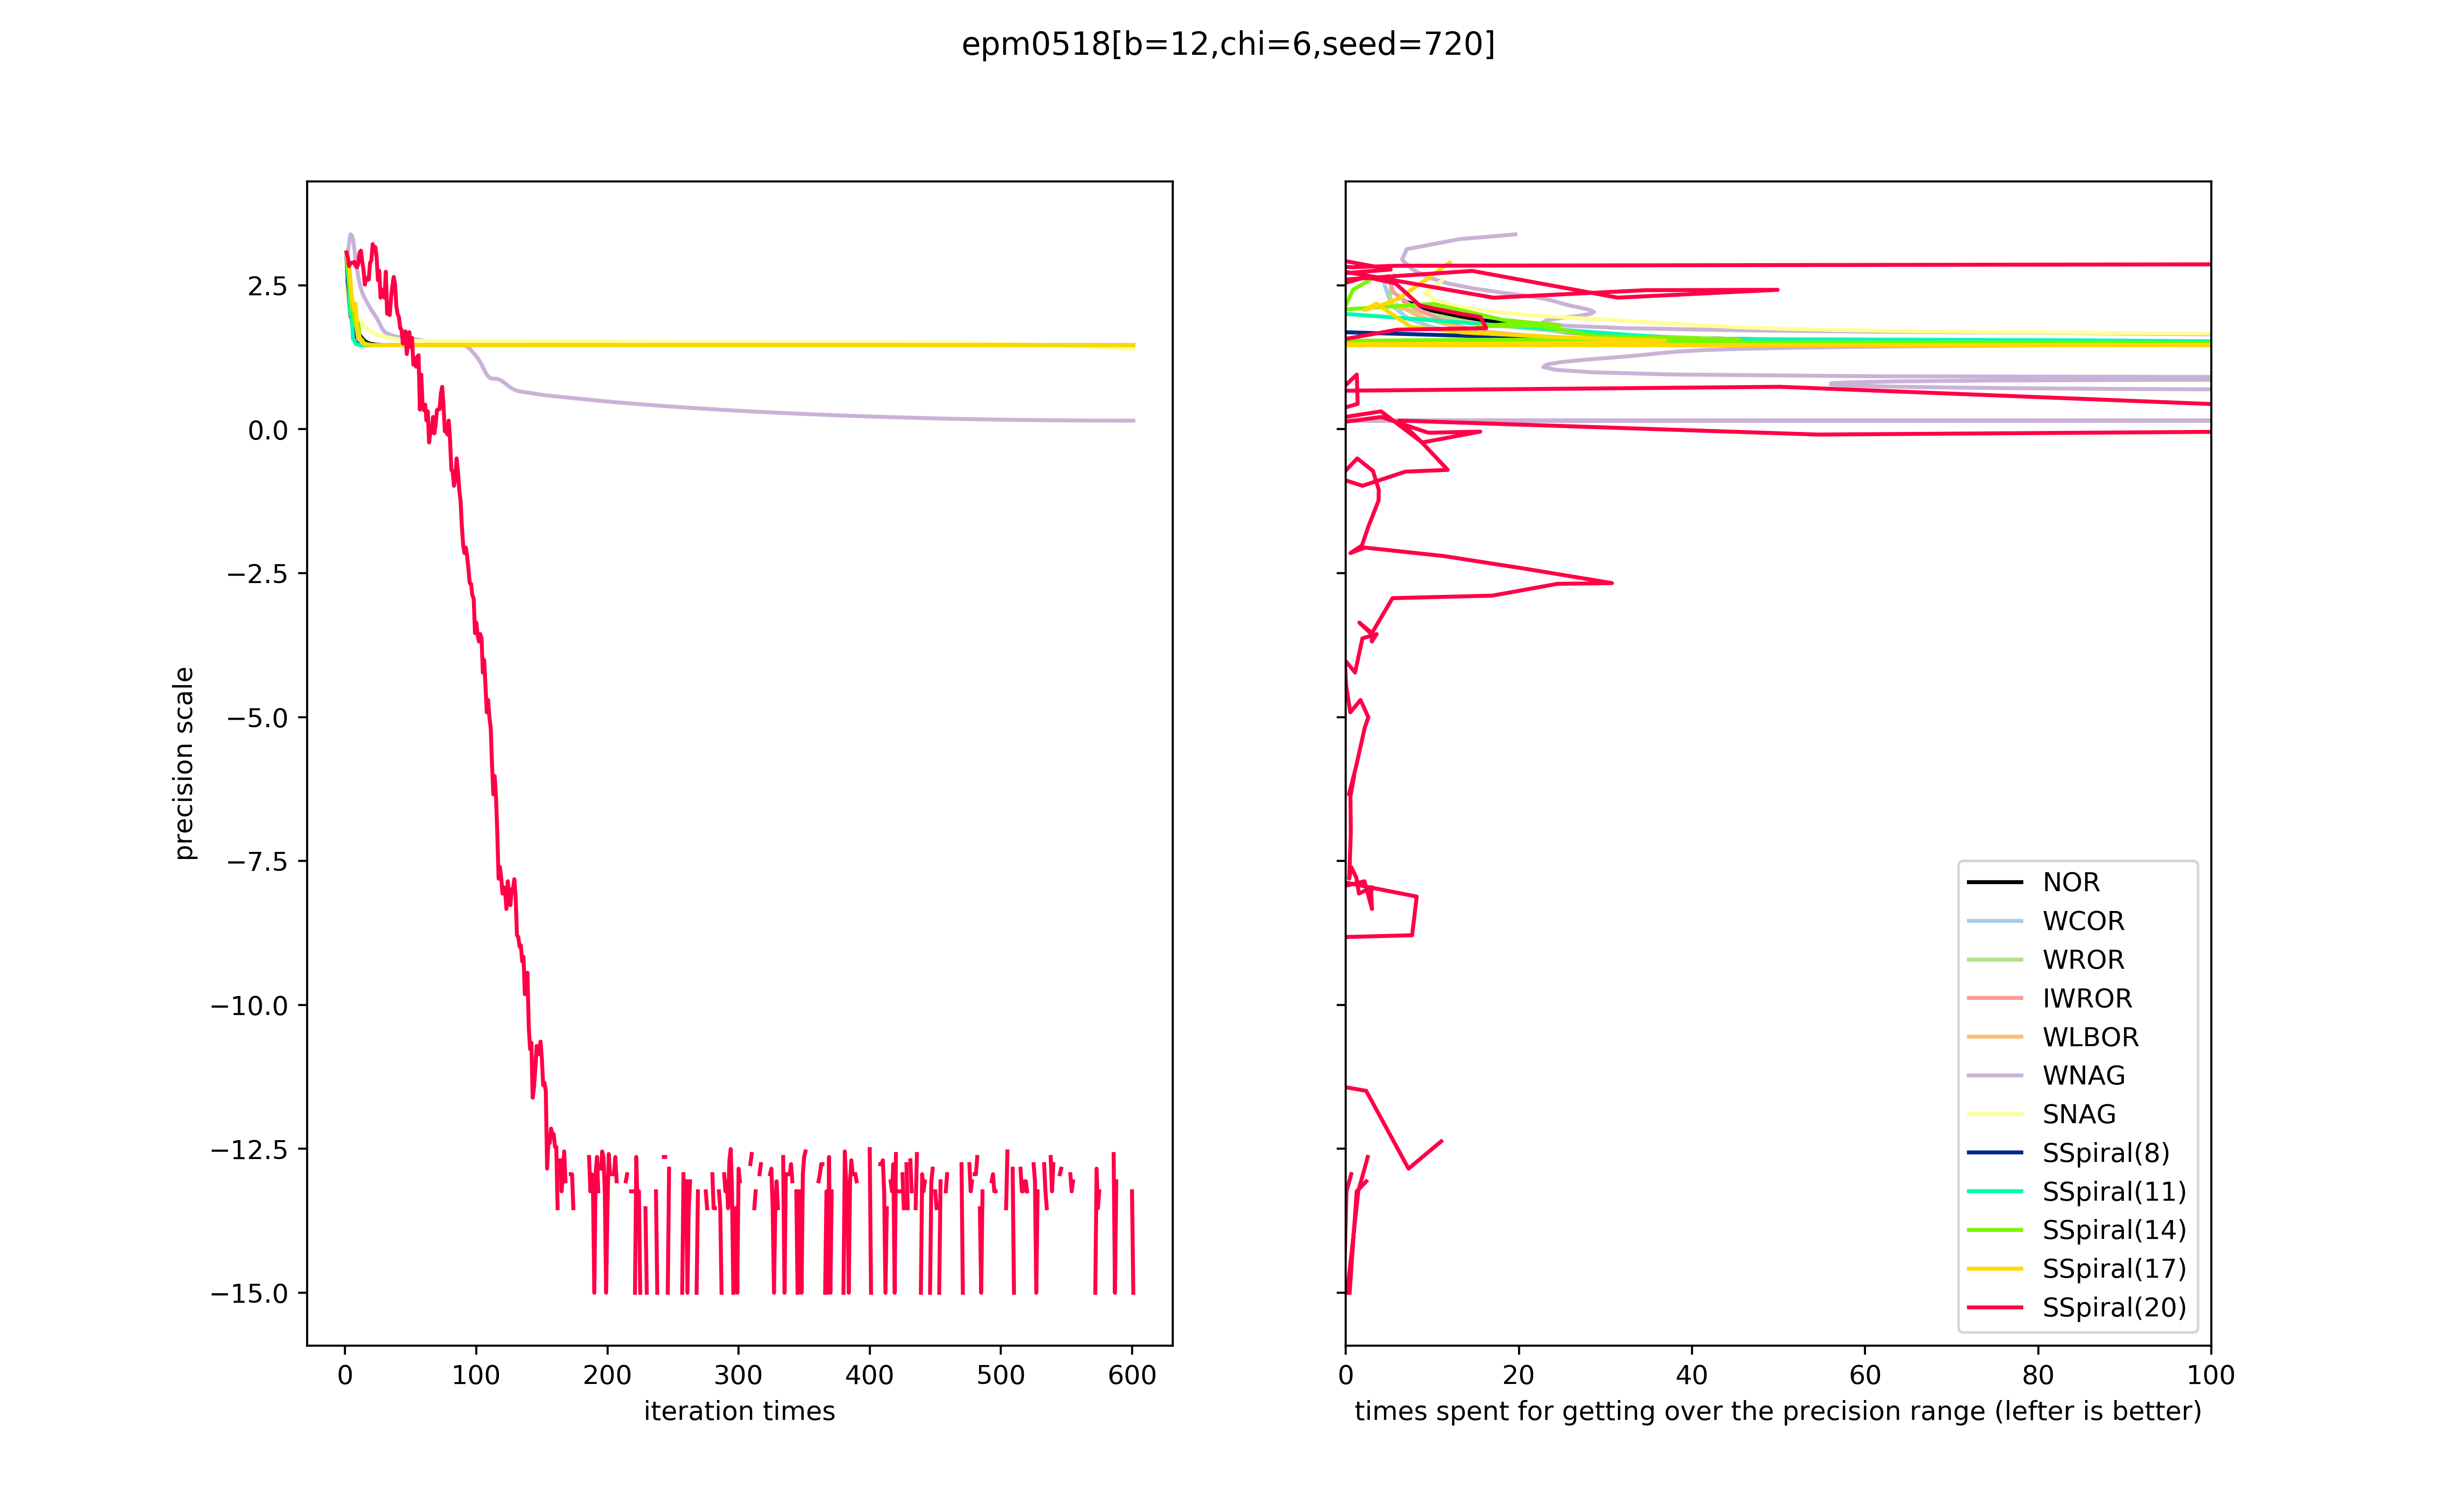 epm0518[b=12,chi=6,seed=720]
precision scale
2.5
0.0
−2.5
−5.0
−7.5
−10.0
−12.5
−15.0
0 100 200 300 400 500 600
iteration times
0 20 40 60 80 100
times spent for getting over the precision range (lefter is better)
NOR
WCOR
WROR
IWROR
WLBOR
WNAG
SNAG
SSpiral(8)
SSpiral(11)
SSpiral(14)
SSpiral(17)
SSpiral(20)